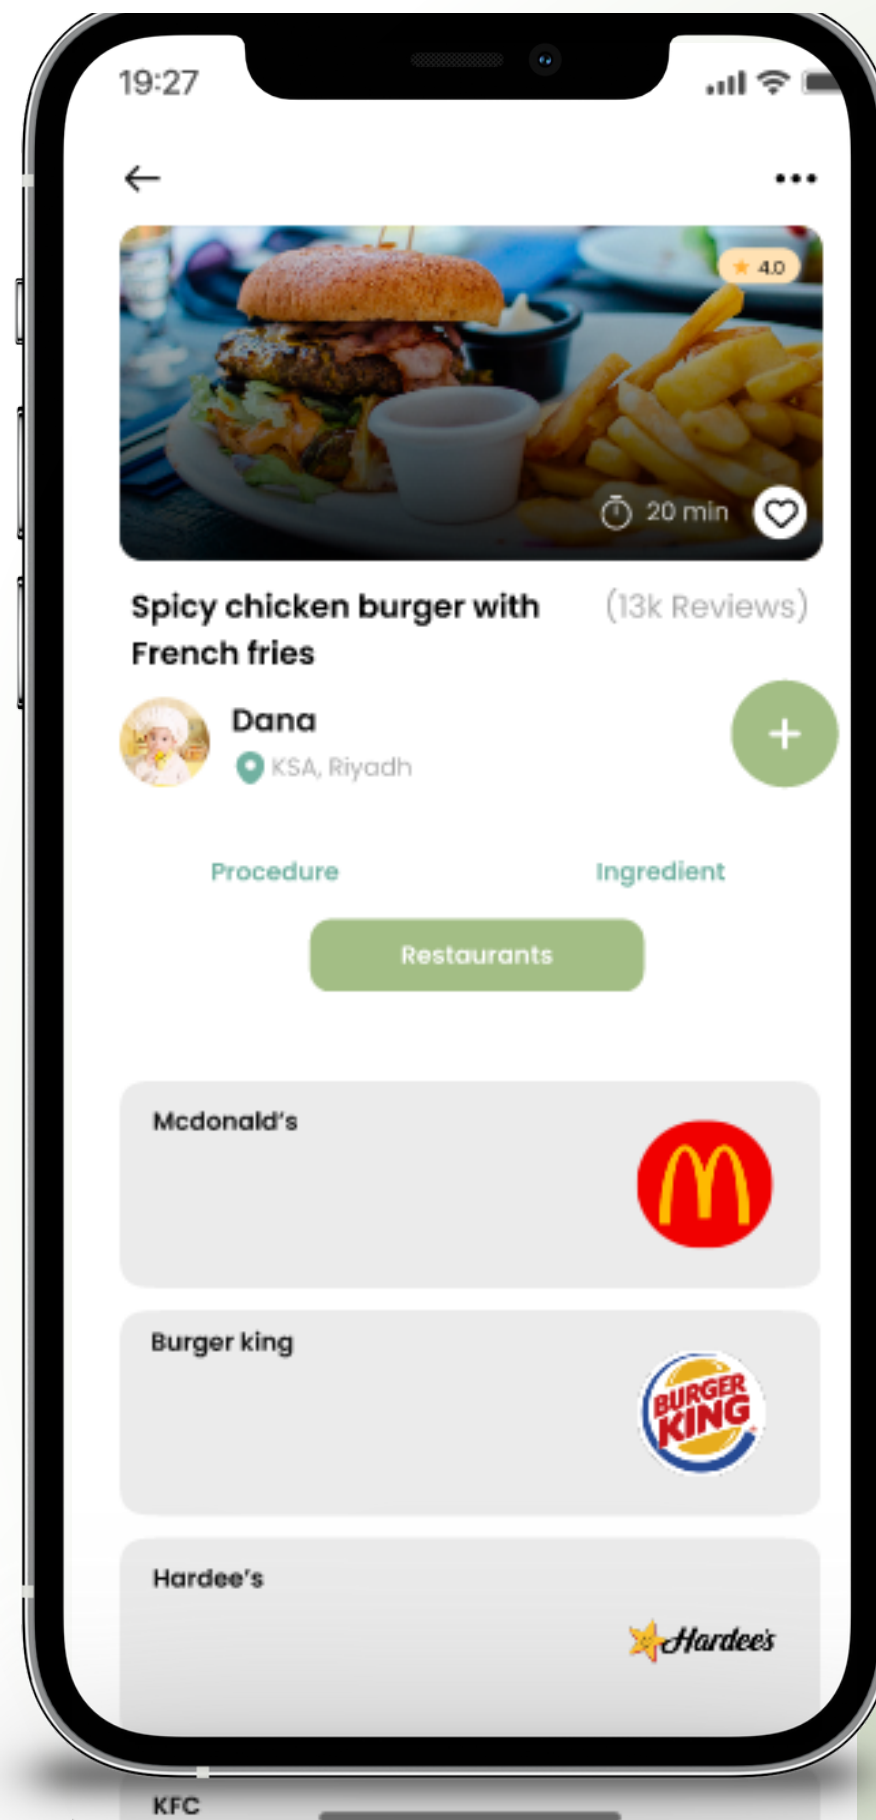 19:27
4.0
20 min
Spicy chicken burger with
French fries
(13k Reviews)
Dana
KSA, Riyadh
Procedure
Ingredient
Restaurants
Mcdonald's
Burger king
BURGER
KING
Hardee's
Hardee's
KFC